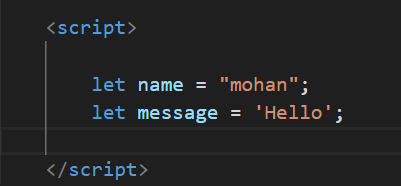 <script>
let name = "mohan";
let message = 'Hello';
</script>